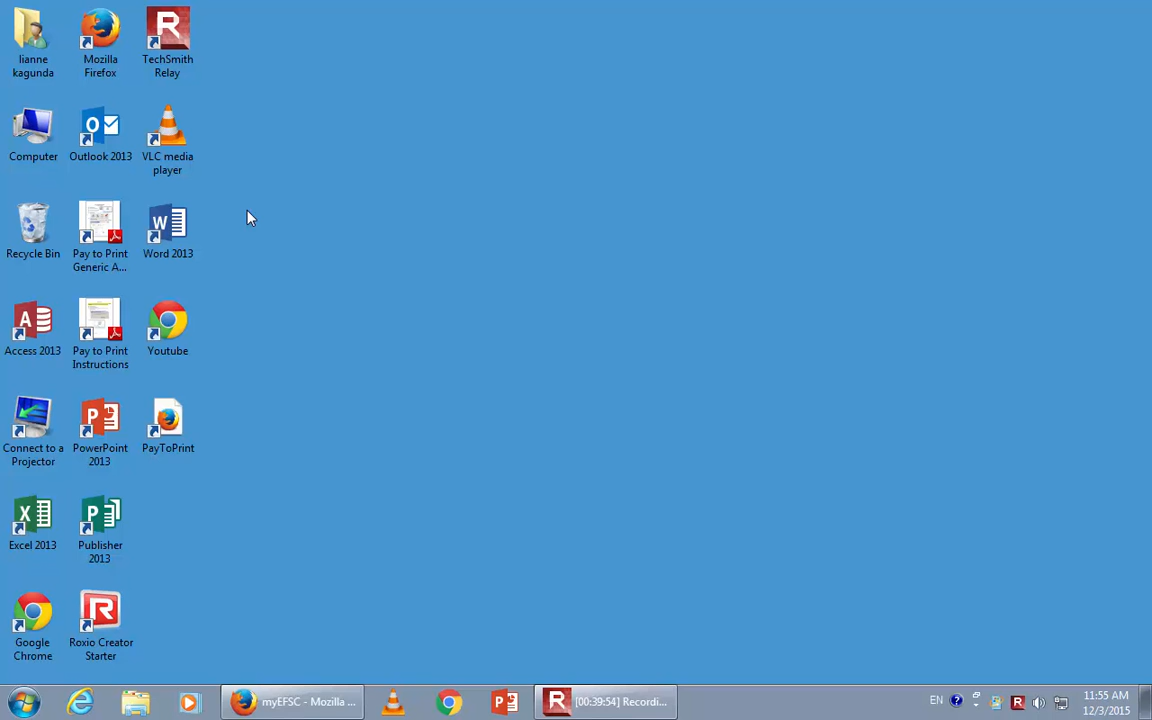 lianne
kagunda
Mozilla
Firefox
TechSmith
Relay
Computer
Outlook 2013
VLC media
player
Recycle Bin
Pay to Print
Generic A...
Word 2013
Access 2013
Pay to Print
Instructions
Youtube
Connect to a
Projector
PowerPoint
2013
PayToPrint
Excel 2013
Publisher
2013
Google
Chrome
Roxio Creator
Starter
myEFSC - Mozilla ...
[00:39:54] Recordi...
EN
11:55 AM
12/3/2015